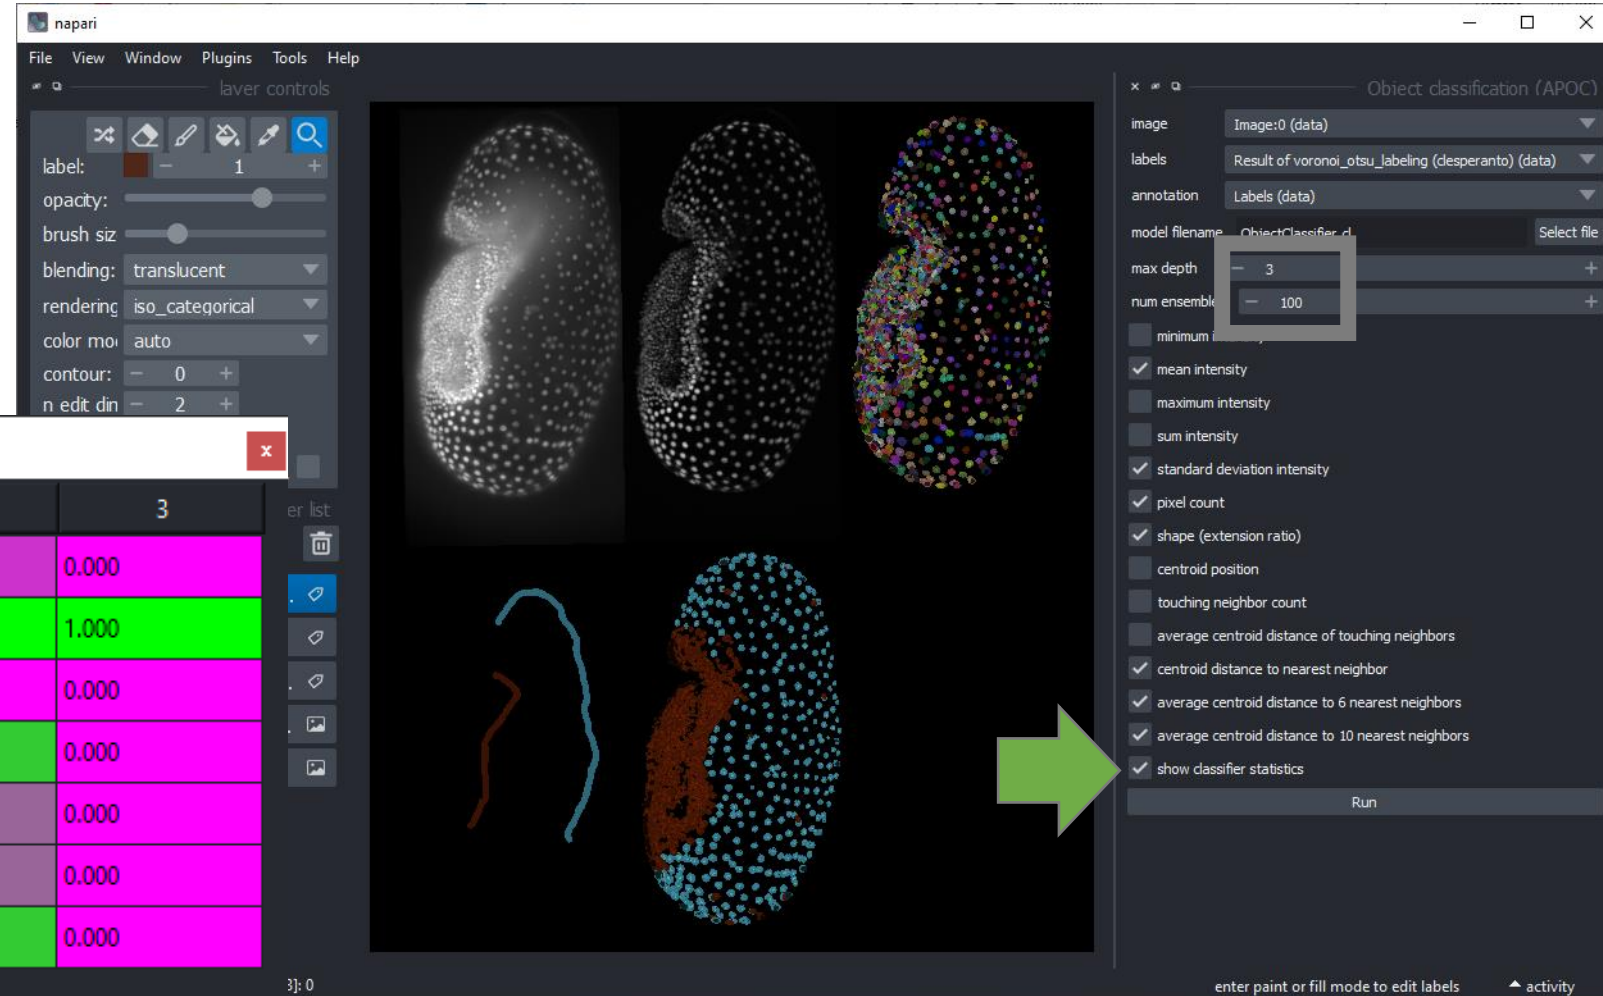 napari
File View Window Plugins Tools Help
layer controls
label: 1
opacity:
brush siz
blending: translucent
rendering iso_categorical
color mo auto
contour: 0
n edit din 2
3
er list
0.000
1.000
0.000
0.000
0.000
0.000
0.000
3]: 0
Object classification (APOC)
image Image:0 (data)
labels Result of voronoi_otsu_labeling (clesperanto) (data)
annotation Labels (data)
model filename ObjectClassifier.cl Select file
max depth 3
num ensemble 100
minimum
mean intensity
maximum intensity
sum intensity
standard deviation intensity
pixel count
shape (extension ratio)
centroid position
touching neighbor count
average centroid distance of touching neighbors
centroid distance to nearest neighbor
average centroid distance to 6 nearest neighbors
average centroid distance to 10 nearest neighbors
show classifier statistics
Run
enter paint or fill mode to edit labels activity